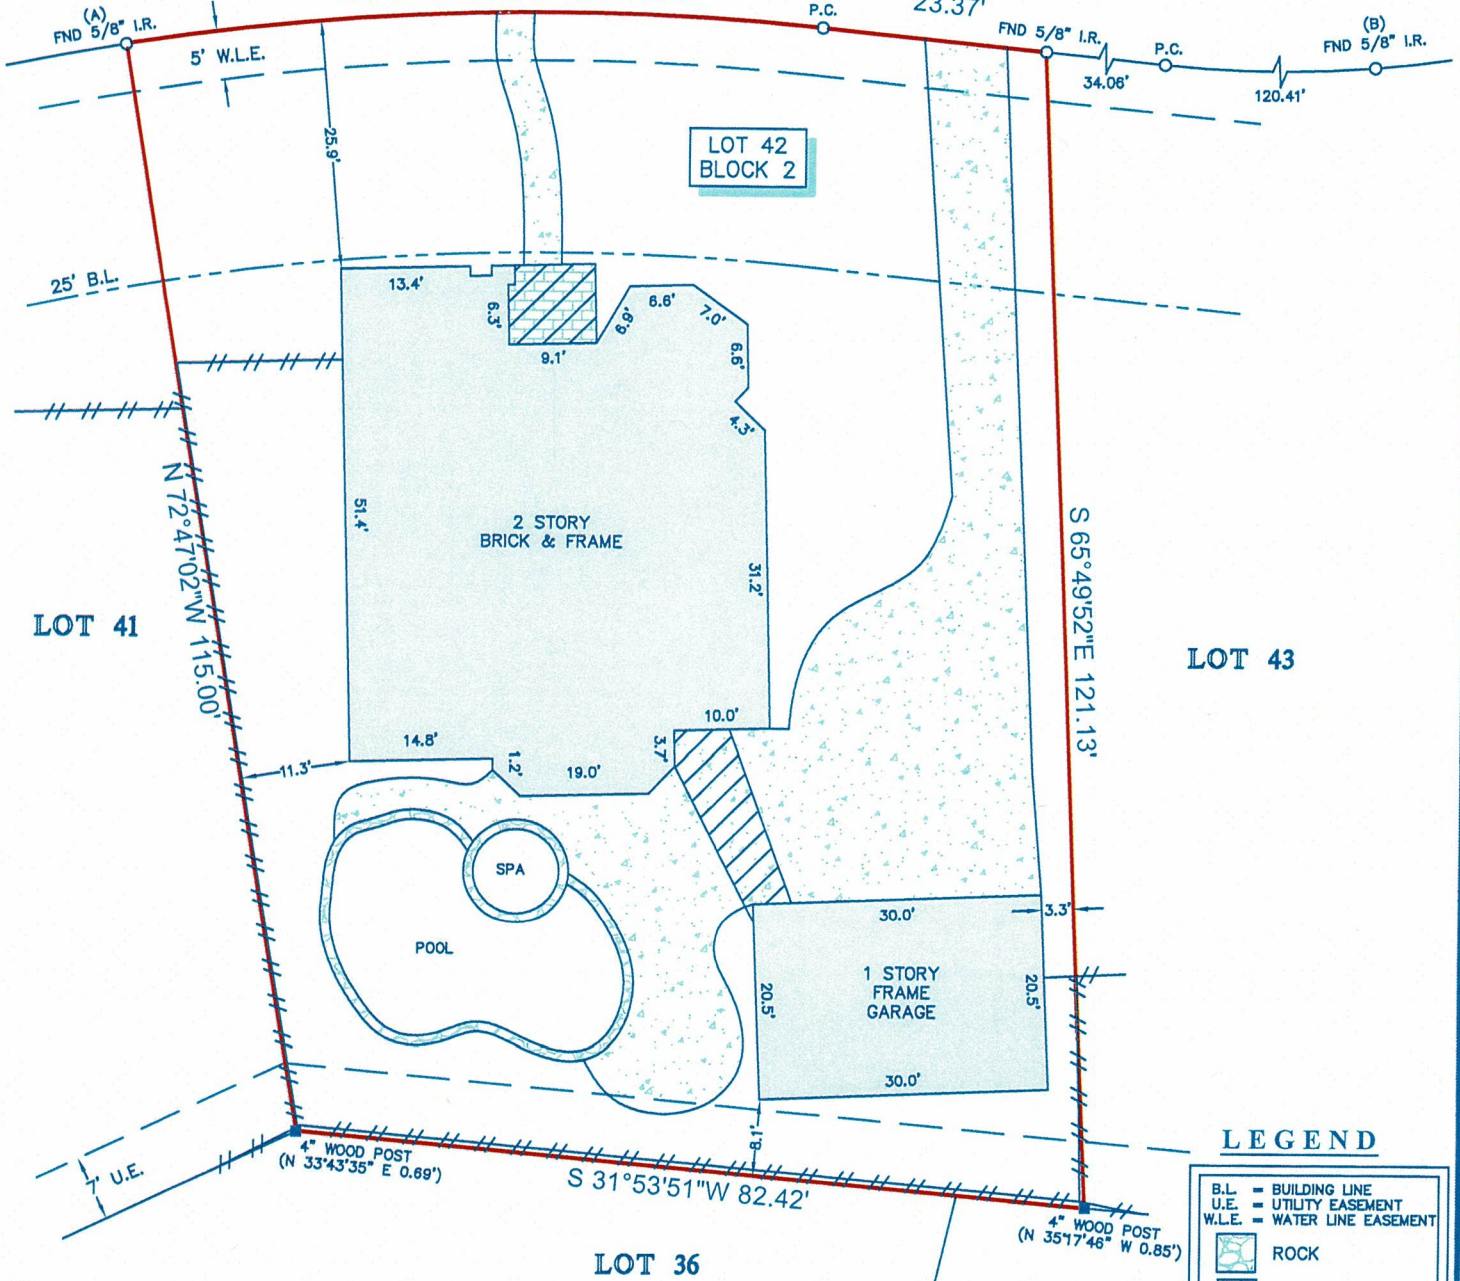 (A)
FND 5/8" I.R.
P.C.
23.37'
FND 5/8" I.R.
P.C.
(B)
FND 5/8" I.R.
34.06'
120.41'
5' W.L.E.
25.9'
LOT 42
BLOCK 2
25' B.L.
13.4'
6.3'
9.1'
6.9'
6.6'
7.0'
6.6'
4.3'
51.4'
2 STORY
BRICK & FRAME
31.2'
N 72°47'02"W 115.00'
S 65°49'52"E 121.13'
LOT 41
LOT 43
10.0'
14.8'
1.2'
19.0'
3.7'
11.3'
SPA
POOL
30.0'
3.3'
1 STORY
FRAME
GARAGE
20.5'
20.5'
30.0'
8.1'
7' U.E.
4" WOOD POST
(N 33°43'35" E 0.69')
S 31°53'51"W 82.42'
4" WOOD POST
(N 35°17'46" W 0.85')
LOT 36
LEGEND
B.L. = BUILDING LINE
U.E. = UTILITY EASEMENT
W.L.E. = WATER LINE EASEMENT
ROCK